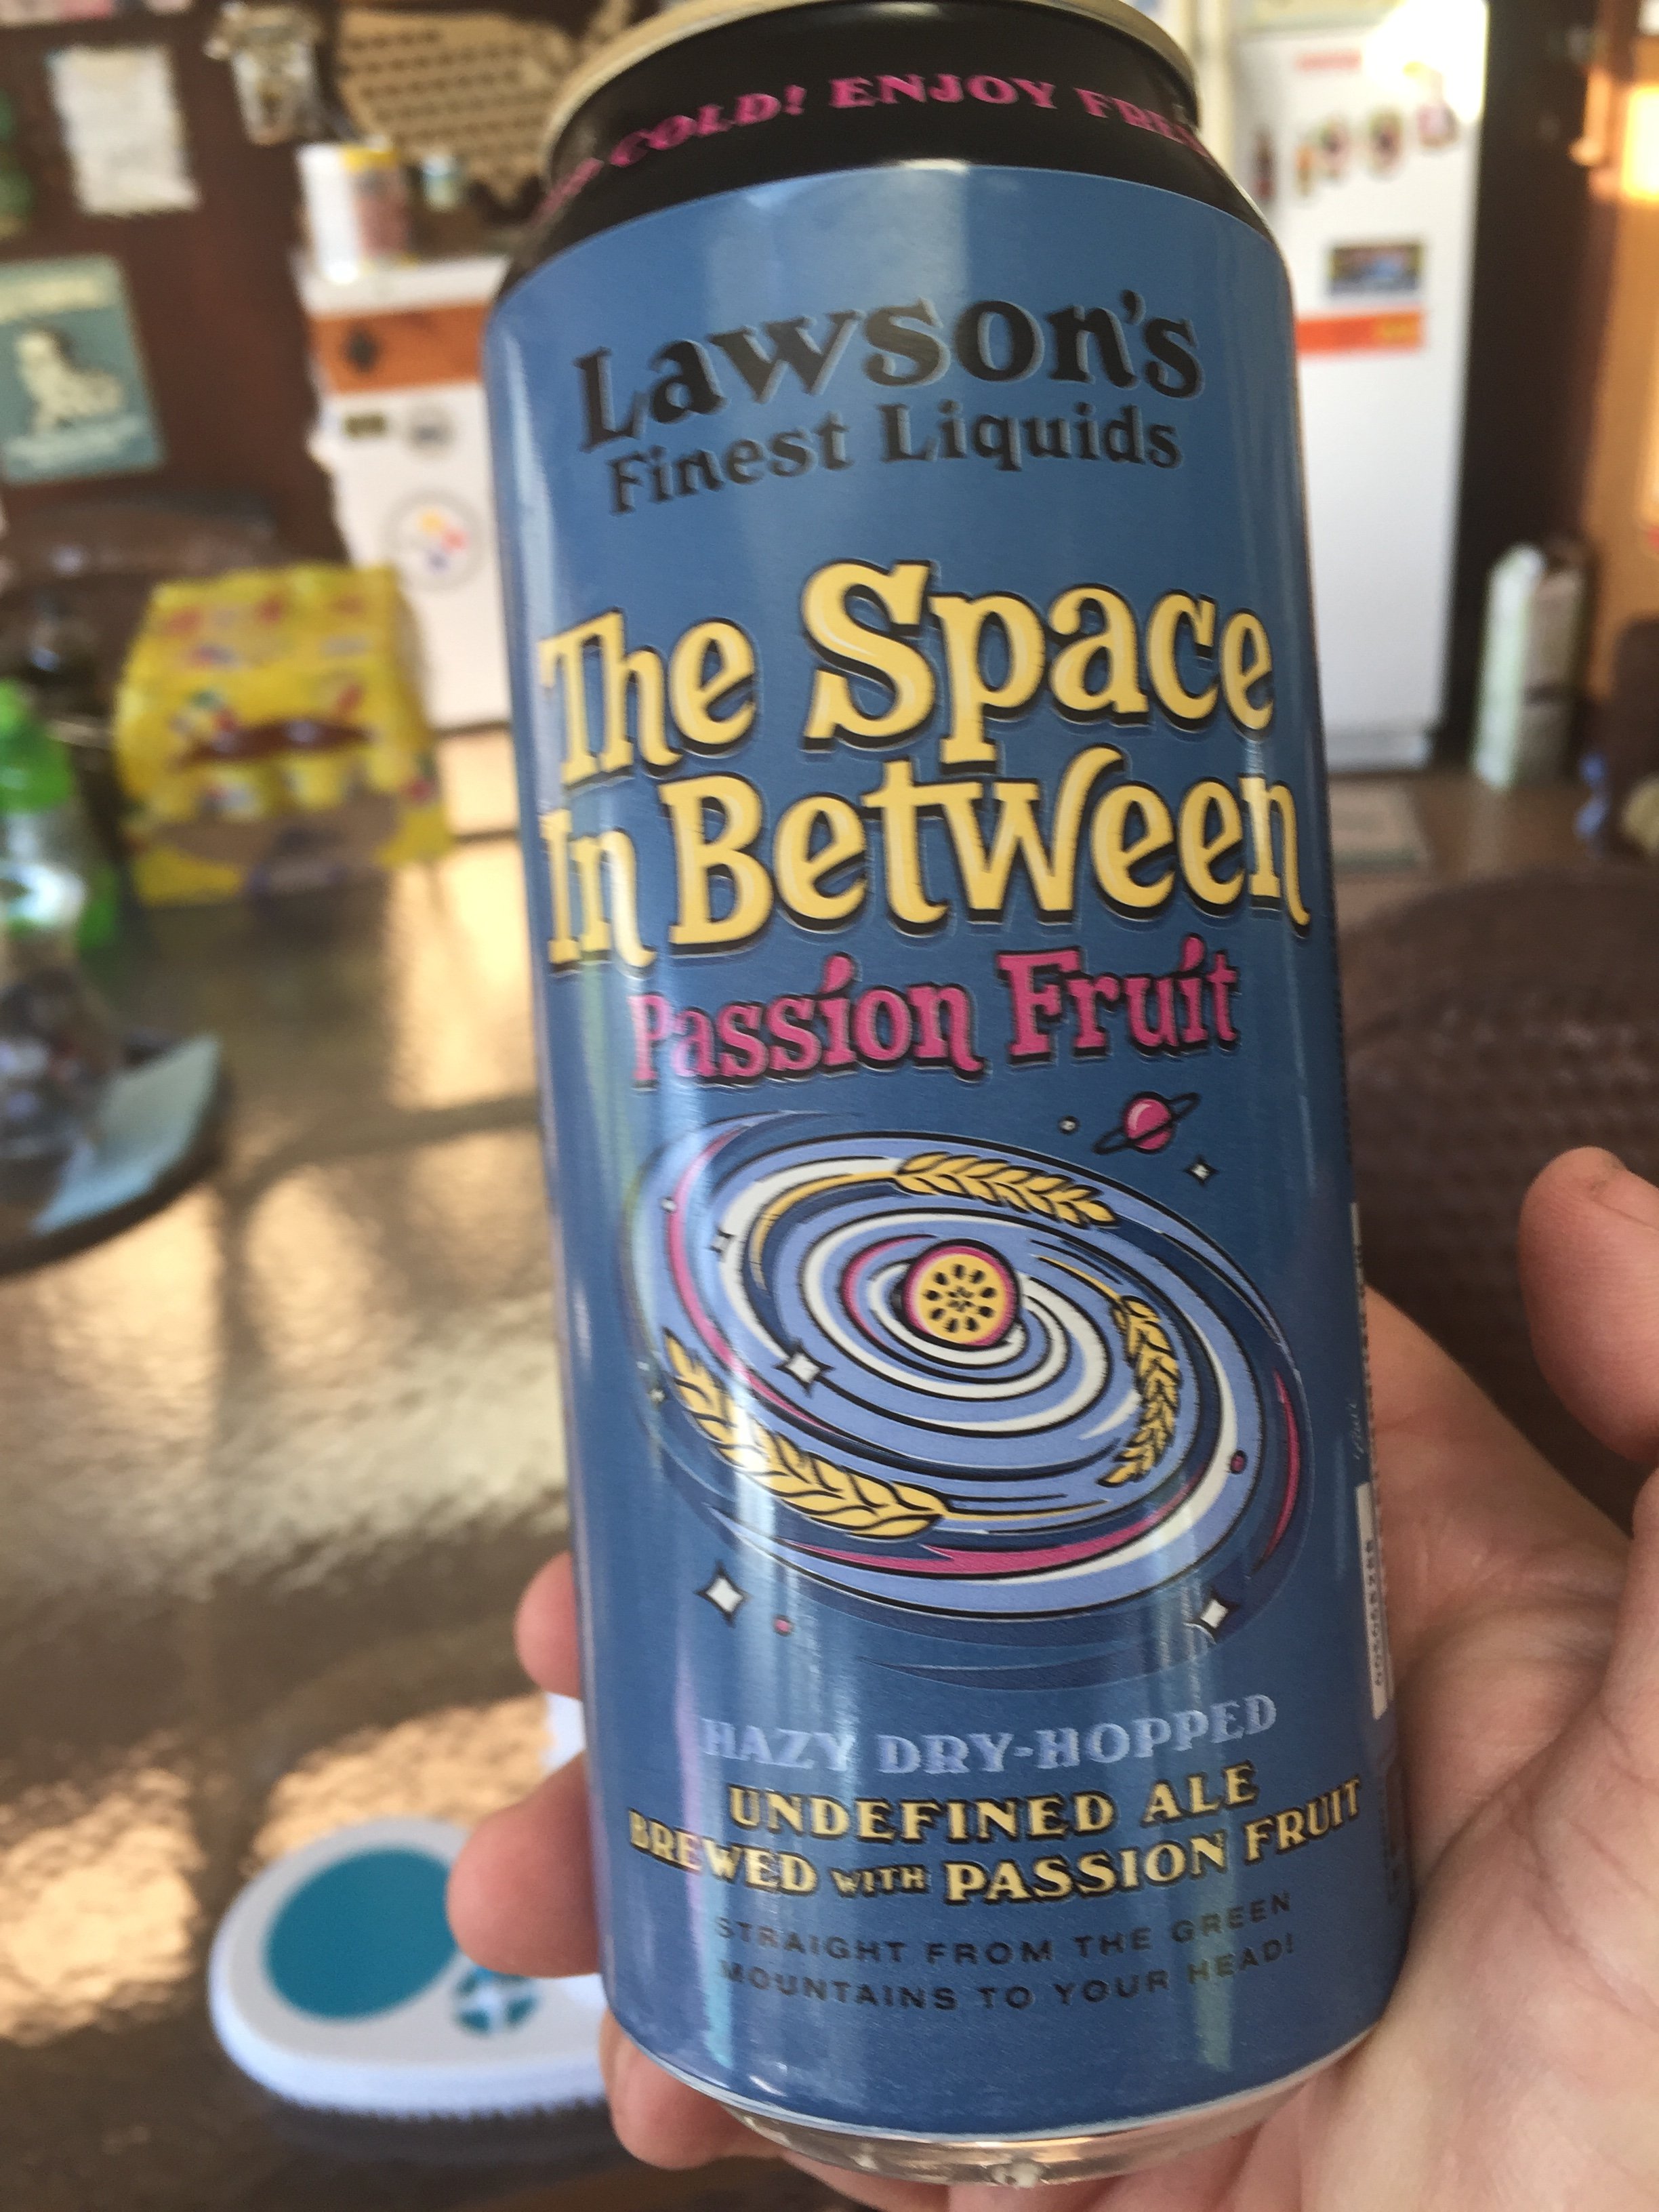 COLD! ENJOY
Lawson's
Finest Liquids
The Space
In Between
Passion Fruit
HAZY DRY-HOPPED
UNDEFINED ALE
BREWED WITH PASSION FRUIT
STRAIGHT FROM THE GREEN
MOUNTAINS TO YOUR HEAD!